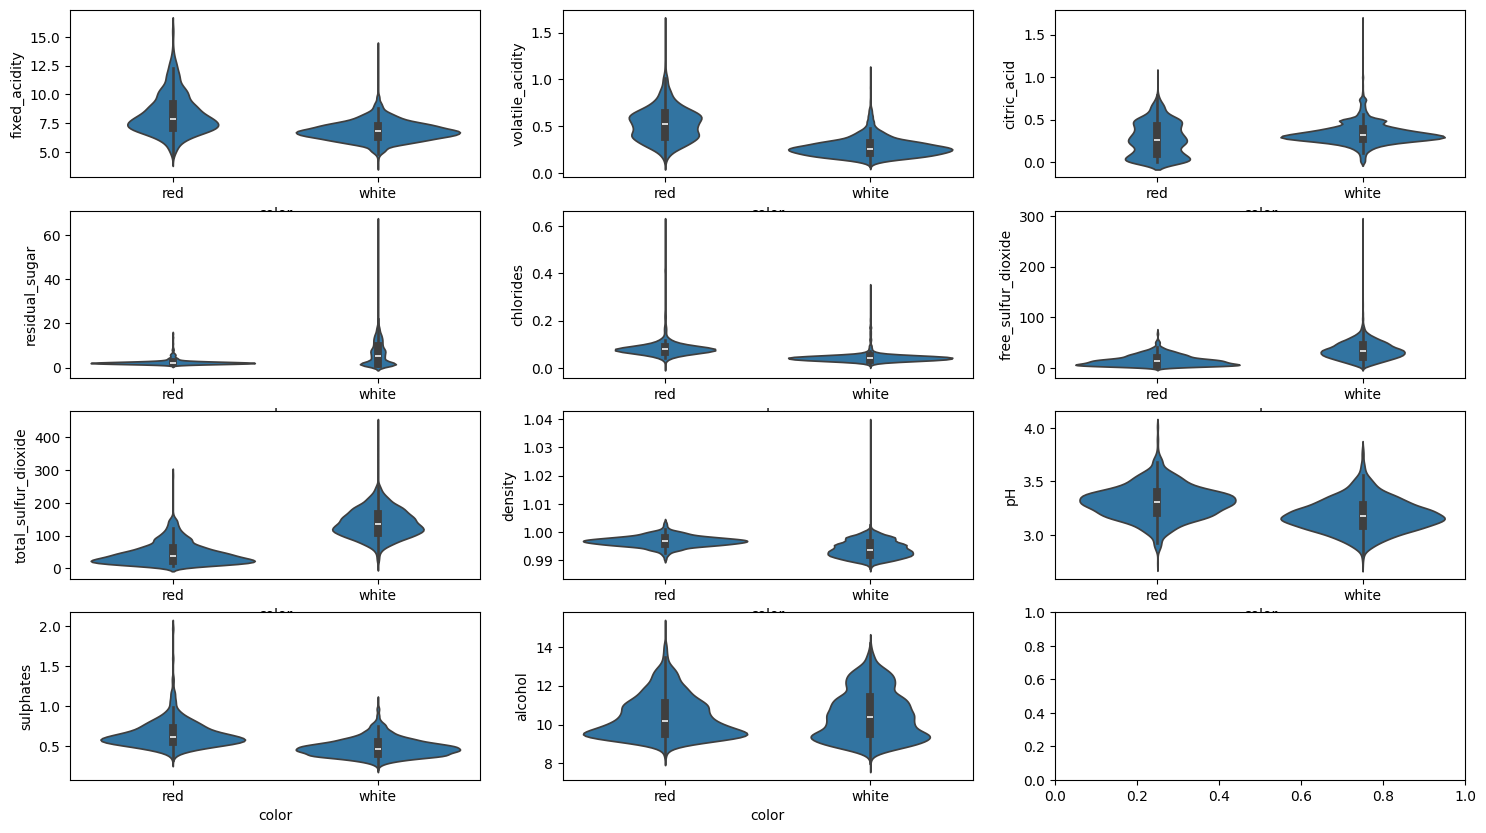 fixed_acidity
15.0
12.5
10.0
7.5
5.0
red white
color
volatile_acidity
1.5
1.0
0.5
0.0
red white
color
citric_acid
1.5
1.0
0.5
0.0
red white
color
residual_sugar
60
40
20
0
red white
chlorides
0.6
0.4
0.2
0.0
red white
free_sulfur_dioxide
300
200
100
0
red white
total_sulfur_dioxide
400
300
200
100
0
red white
color
density
1.04
1.03
1.02
1.01
1.00
0.99
red white
color
pH
4.0
3.5
3.0
red white
color
sulphates
2.0
1.5
1.0
0.5
red white
color
alcohol
14
12
10
8
red white
color
1.0
0.8
0.6
0.4
0.2
0.0
0.0 0.2 0.4 0.6 0.8 1.0